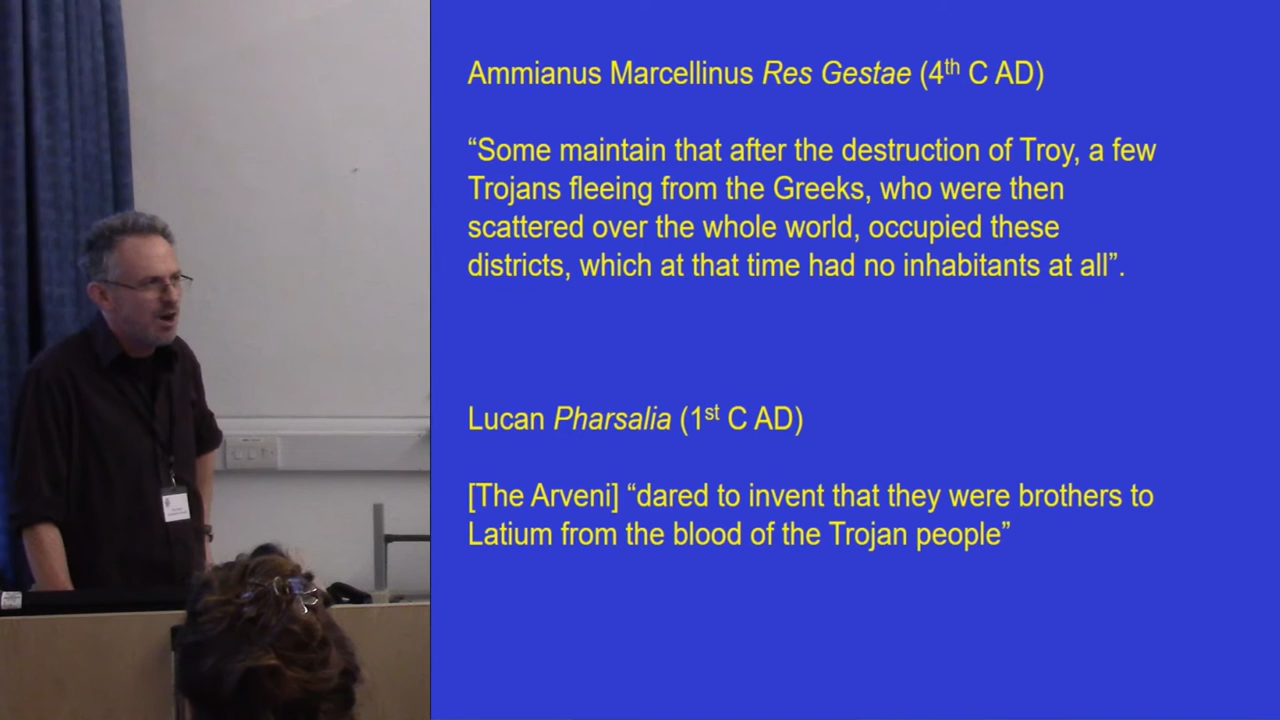 Ammianus Marcellinus Res Gestae (4th C AD)
“Some maintain that after the destruction of Troy, a few
Trojans fleeing from the Greeks, who were then
scattered over the whole world, occupied these
districts, which at that time had no inhabitants at all”.
Lucan Pharsalia (1st C AD)
[The Arveni] “dared to invent that they were brothers to
Latium from the blood of the Trojan people”